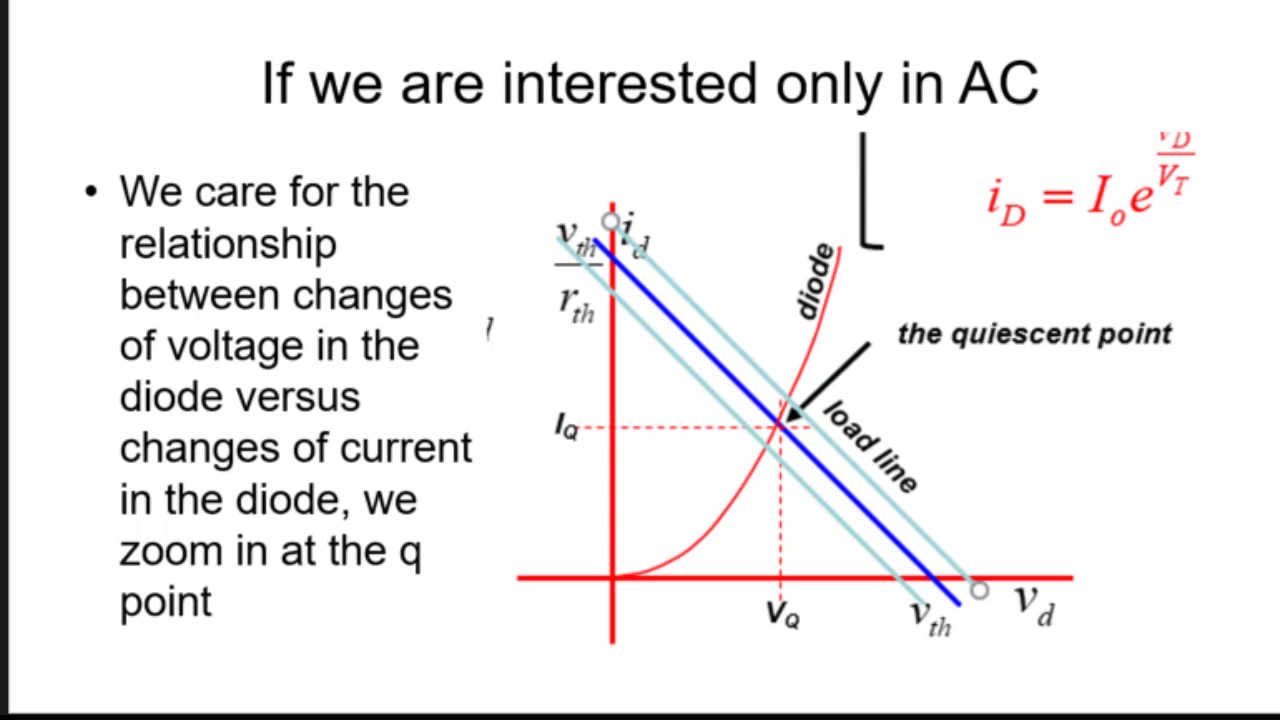 If we are interested only in AC
• We care for the
relationship
between changes
of voltage in the
diode versus
changes of current
in the diode, we
zoom in at the q
point
i_D = I_o e^{v_D/V_T}
v_th/r_th
i_d
diode
the quiescent point
load line
I_Q
V_Q
v_th
v_d